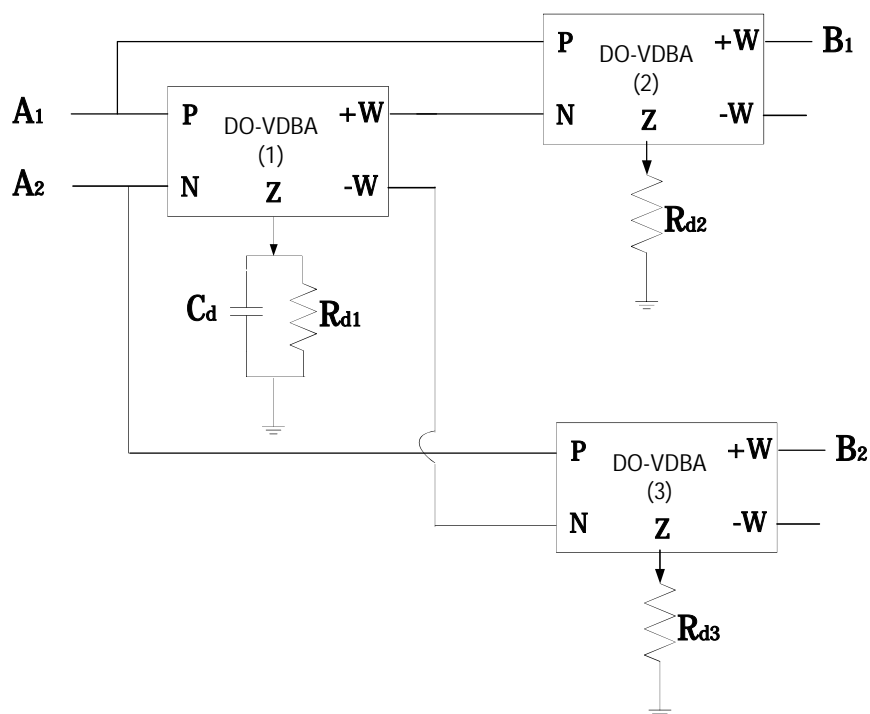 P
DO-VDBA
(2)
+W
B1
N
Z
-W
Rd2
A1
P
DO-VDBA
(1)
+W
A2
N
Z
-W
Cd
Rd1
P
DO-VDBA
(3)
+W
B2
N
Z
-W
Rd3